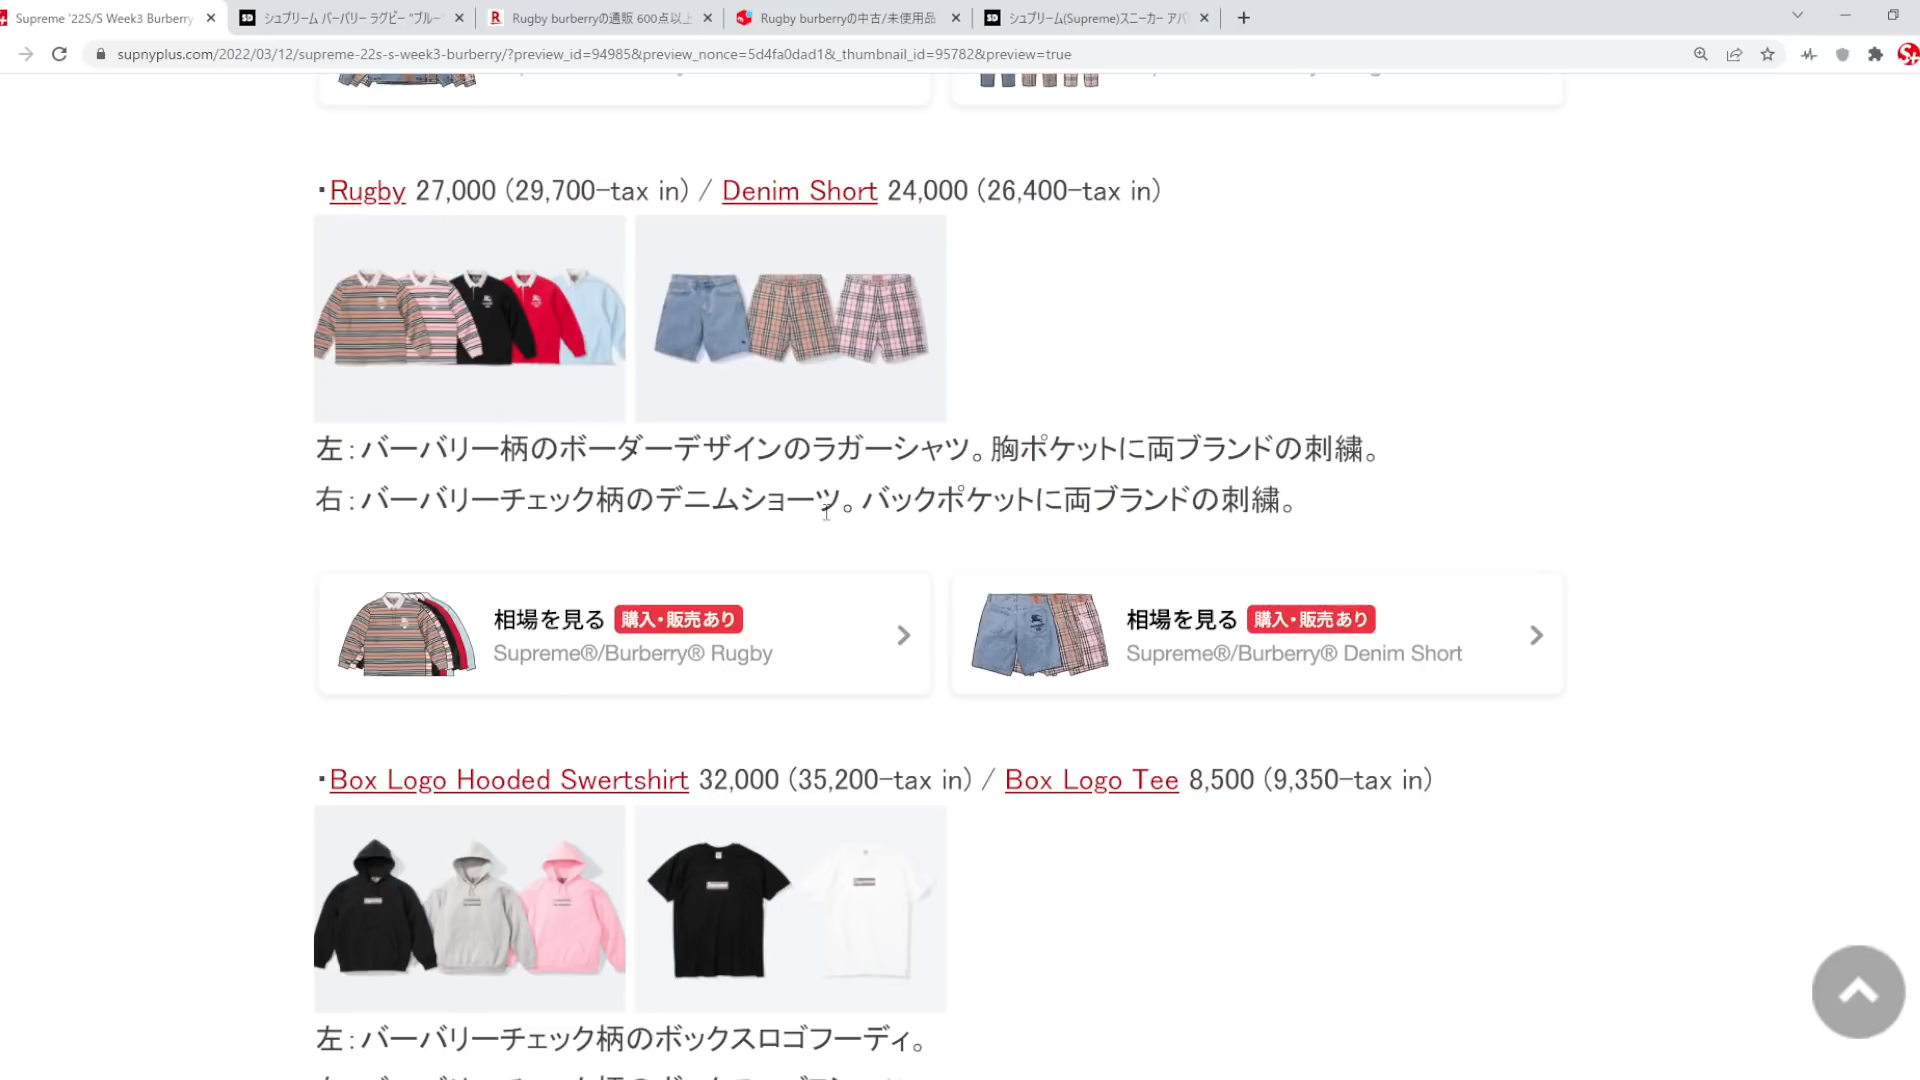 Supreme '22S/S Week3 Burberry
シュプリーム バーバリー ラグビー "ブルー"
Rugby burberryの通販 600点以上
Rugby burberryの中古/未使用品
シュプリーム(Supreme)スニーカー アパ
supnyplus.com/2022/03/12/supreme-22s-s-week3-burberry/?preview_id=94985&preview_nonce=5d4fa0dad1&_thumbnail_id=95782&preview=true
・Rugby 27,000 (29,700-tax in) / Denim Short 24,000 (26,400-tax in)
左：バーバリー柄のボーダーデザインのラガーシャツ。胸ポケットに両ブランドの刺繍。
右：バーバリーチェック柄のデニムショーツ。バックポケットに両ブランドの刺繍。
相場を見る 購入・販売あり
Supreme®/Burberry® Rugby
相場を見る 購入・販売あり
Supreme®/Burberry® Denim Short
・Box Logo Hooded Swertshirt 32,000 (35,200-tax in) / Box Logo Tee 8,500 (9,350-tax in)
左：バーバリーチェック柄のボックスロゴフーディ。